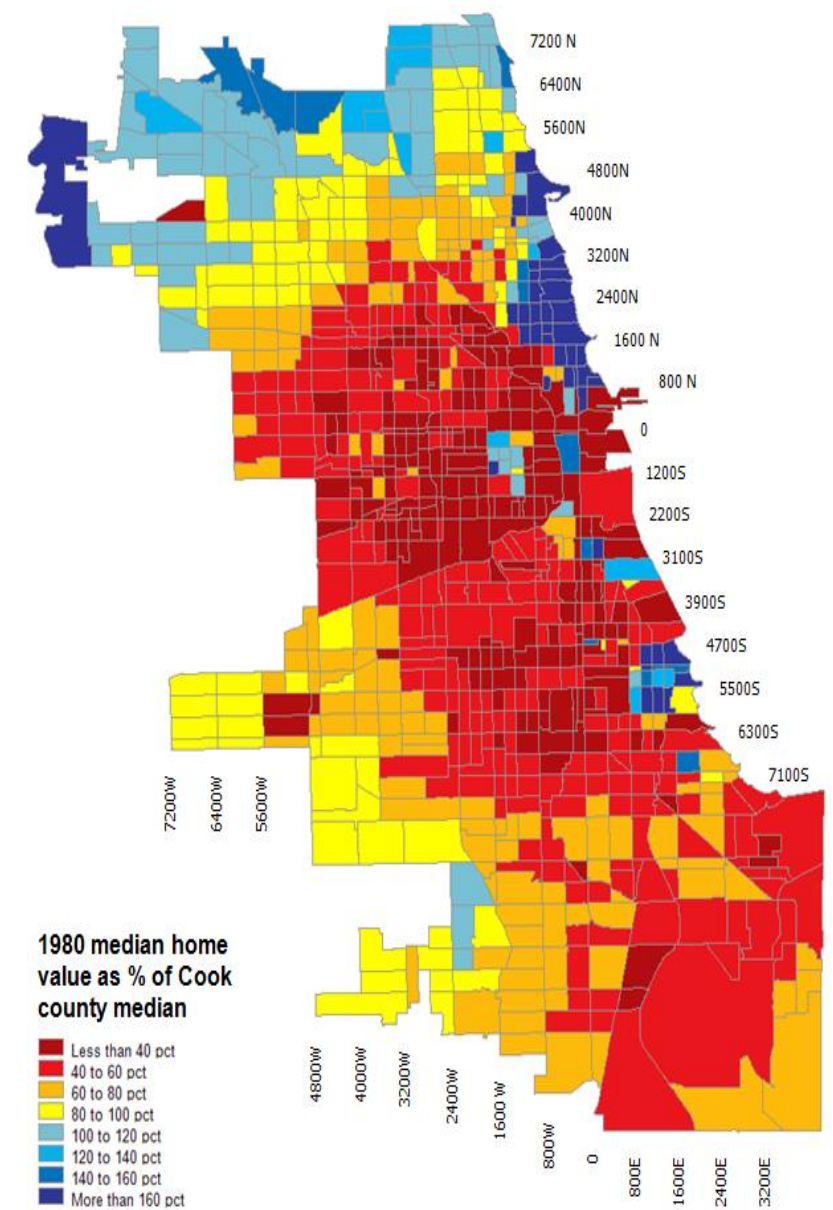 7200 N
6400N
5600N
4800N
4000N
3200N
2400N
1600 N
800 N
0
1200S
2200S
3100S
3900S
4700S
5500S
6300S
7100S
7200W
6400W
5600W
1980 median home
value as % of Cook
county median
Less than 40 pct
40 to 60 pct
60 to 80 pct
80 to 100 pct
100 to 120 pct
120 to 140 pct
140 to 160 pct
More than 160 pct
4800W
4000W
3200W
2400W
1600 W
800W
0
800E
1600E
2400E
3200E